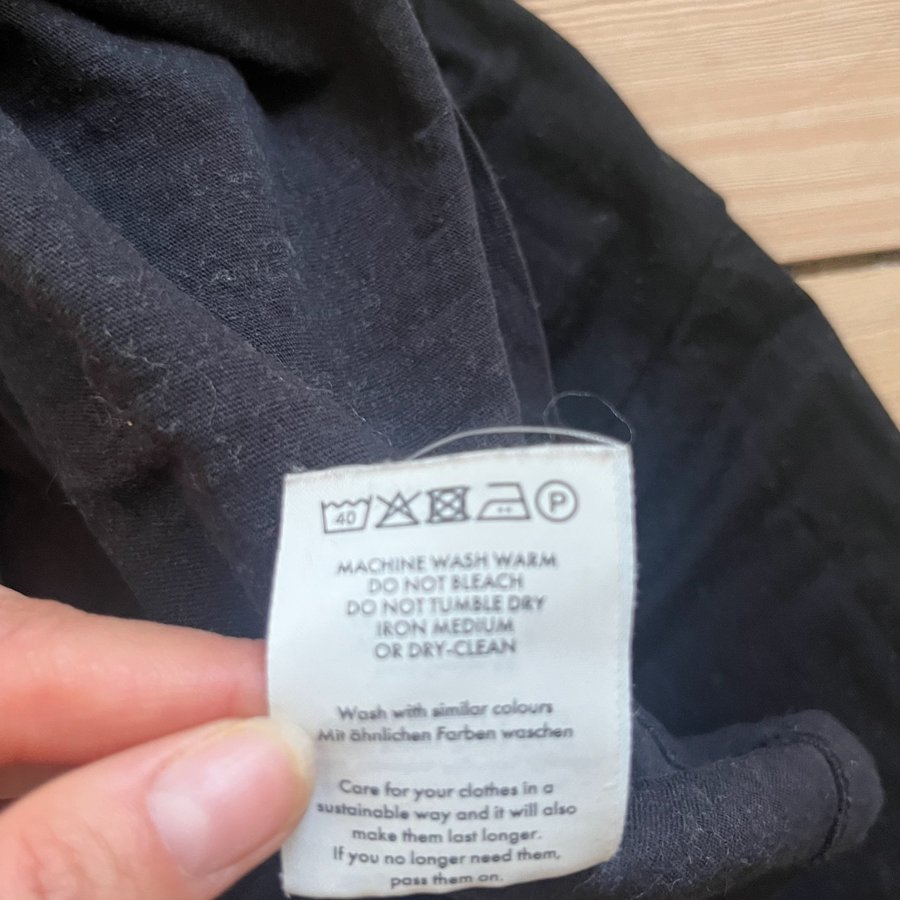 40 P
MACHINE WASH WARM
DO NOT BLEACH
DO NOT TUMBLE DRY
IRON MEDIUM
OR DRY-CLEAN
Wash with similar colours
Mit ähnlichen Farben waschen
Care for your clothes in a
sustainable way and it will also
make them last longer.
If you no longer need them,
pass them on.